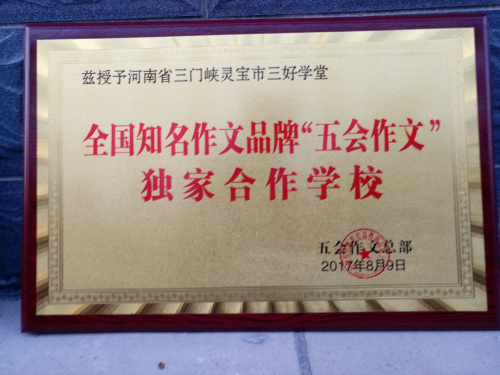 兹授予河南省三门峡灵宝市三好学堂
全国知名作文品牌“五会作文”
独家合作学校
五会作文总部
2017年8月9日